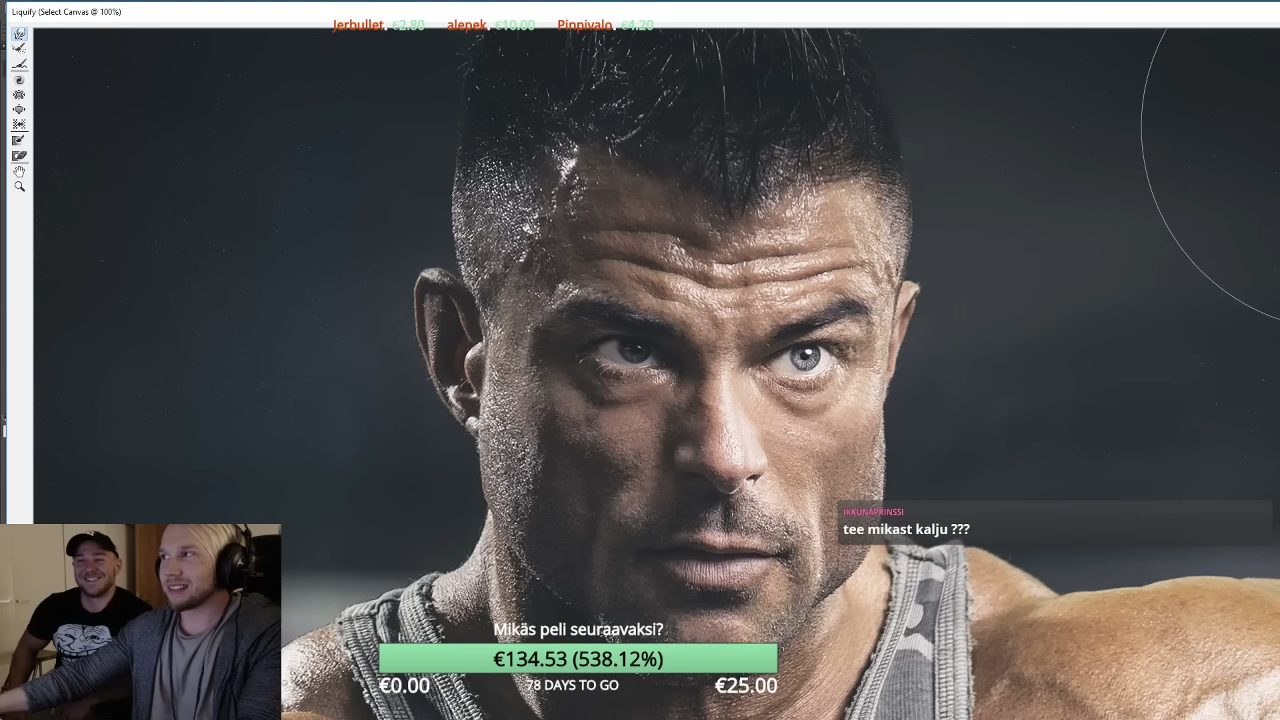 Liquify (Select Canvas @ 100%)
Jerbullet, €2.80 alepek, €10.00 Pinpivalo, €4.20
IKKUNAPRINSSI
tee mikast kalju ???
Mikäs peli seuraavaksi?
€134.53 (538.12%)
€0.00 78 DAYS TO GO €25.00